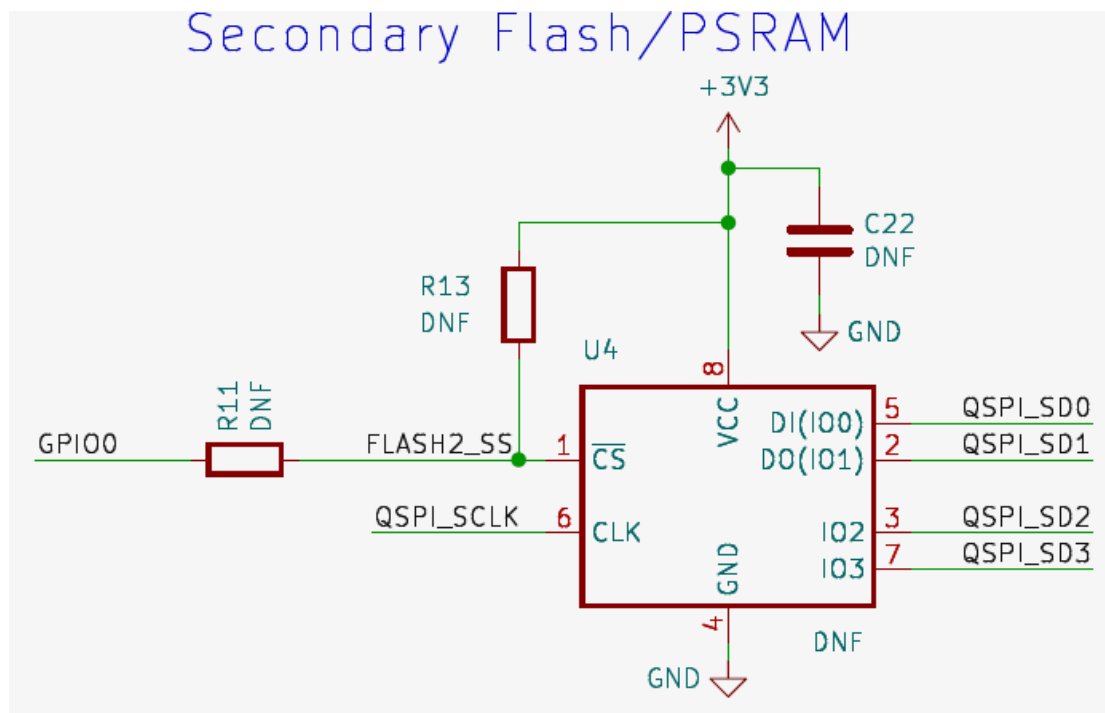 Secondary Flash/PSRAM
+3V3
C22
DNF
GND
R13
DNF
U4
R11
DNF
8
VCC
GPIO0
FLASH2_SS
1
CS
DI(IO0)
5
QSPI_SD0
DO(IO1)
2
QSPI_SD1
QSPI_SCLK
6
CLK
IO2
3
QSPI_SD2
IO3
7
QSPI_SD3
GND
4
DNF
GND